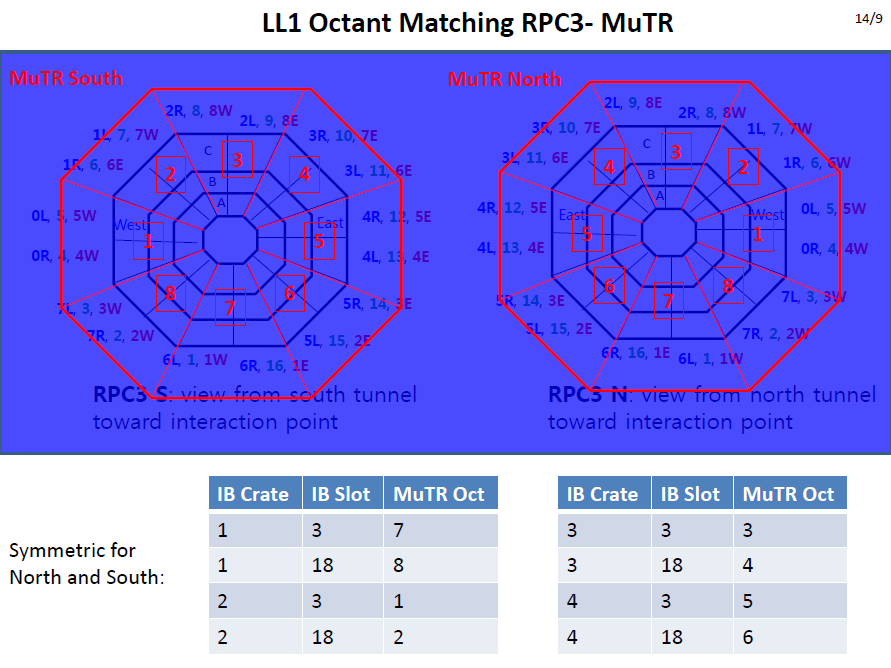 LL1 Octant Matching RPC3- MuTR
14/9
MuTR South
2R, 8, 8W
2L, 9, 8E
1L, 7, 7W
3R, 10, 7E
1R, 6, 6E
3L, 11, 6E
C
3
2
4
B
A
0L, 5, 5W
West
East
4R, 12, 5E
1
5
0R, 4, 4W
4L, 13, 4E
8
7
6
7L, 3, 3W
5R, 14, 3E
7R, 2, 2W
5L, 15, 2E
6L, 1, 1W
6R, 16, 1E
RPC3 S: view from south tunnel
toward interaction point
MuTR North
2L, 9, 8E
2R, 8, 8W
3R, 10, 7E
1L, 7, 7W
3L, 11, 6E
1R, 6, 6W
C
3
4
2
B
A
4R, 12, 5E
East
West
0L, 5, 5W
5
1
4L, 13, 4E
0R, 4, 4W
6
7
8
5R, 14, 3E
7L, 3, 3W
5L, 15, 2E
7R, 2, 2W
6R, 16, 1E
6L, 1, 1W
RPC3 N: view from north tunnel
toward interaction point
Symmetric for
North and South:
IB Crate IB Slot MuTR Oct
1 3 7
1 18 8
2 3 1
2 18 2
IB Crate IB Slot MuTR Oct
3 3 3
3 18 4
4 3 5
4 18 6